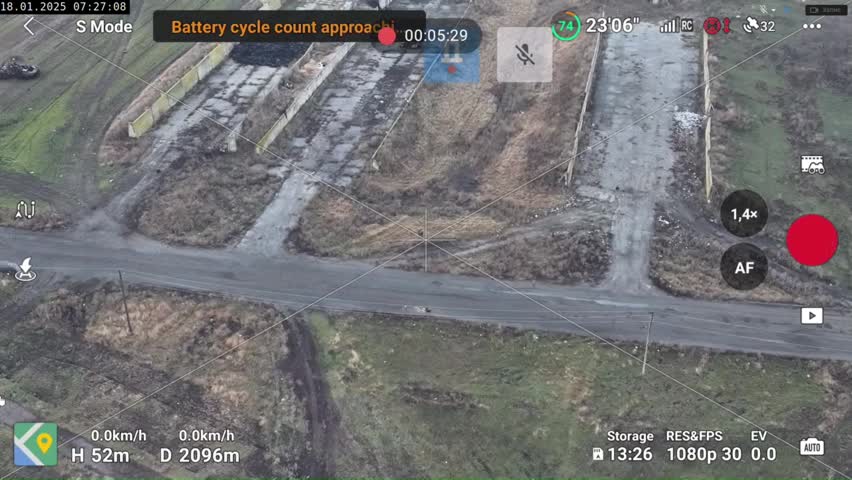 18.01.2025 07:27:08
S Mode
Battery cycle count approachi...
00:05:29
74
23'06"
RC
32
1,4×
AF
0.0km/h
0.0km/h
H 52m
D 2096m
Storage
13:26
RES&FPS
1080p 30
EV
0.0
AUTO